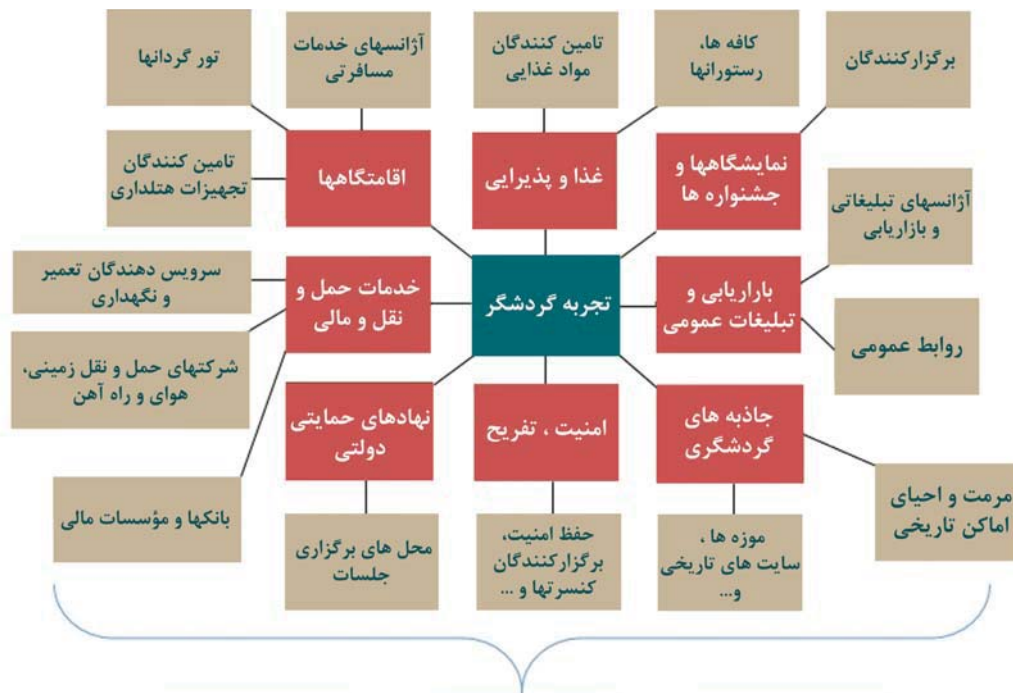 برگزارکنندگان
کافه ها،
رستورانها
تامین کنندگان
مواد غذایی
آژانسهای خدمات
مسافرتی
تور گردانها
نمایشگاهها و
جشنواره ها
غذا و پذیرایی
اقامتگاهها
تامین کنندگان
تجهیزات هتلداری
آژانسهای تبلیغاتی
و بازاریابی
باراریابی و
تبلیغات عمومی
تجربه گردشگر
خدمات حمل و
نقل و مالی
سرویس دهندگان تعمیر
و نگهداری
روابط عمومی
شرکتهای حمل و نقل زمینی،
هوای و راه آهن
جاذبه های
گردشگری
امنیت ، تفریح
نهادهای حمایتی
دولتی
مرمت و احیای
اماکن تاریخی
موزه ها ،
سایت های تاریخی
و...
حفظ امنیت،
برگزارکنندگان
کنسرتها و ...
محل های برگزاری
جلسات
بانکها و مؤسسات مالی